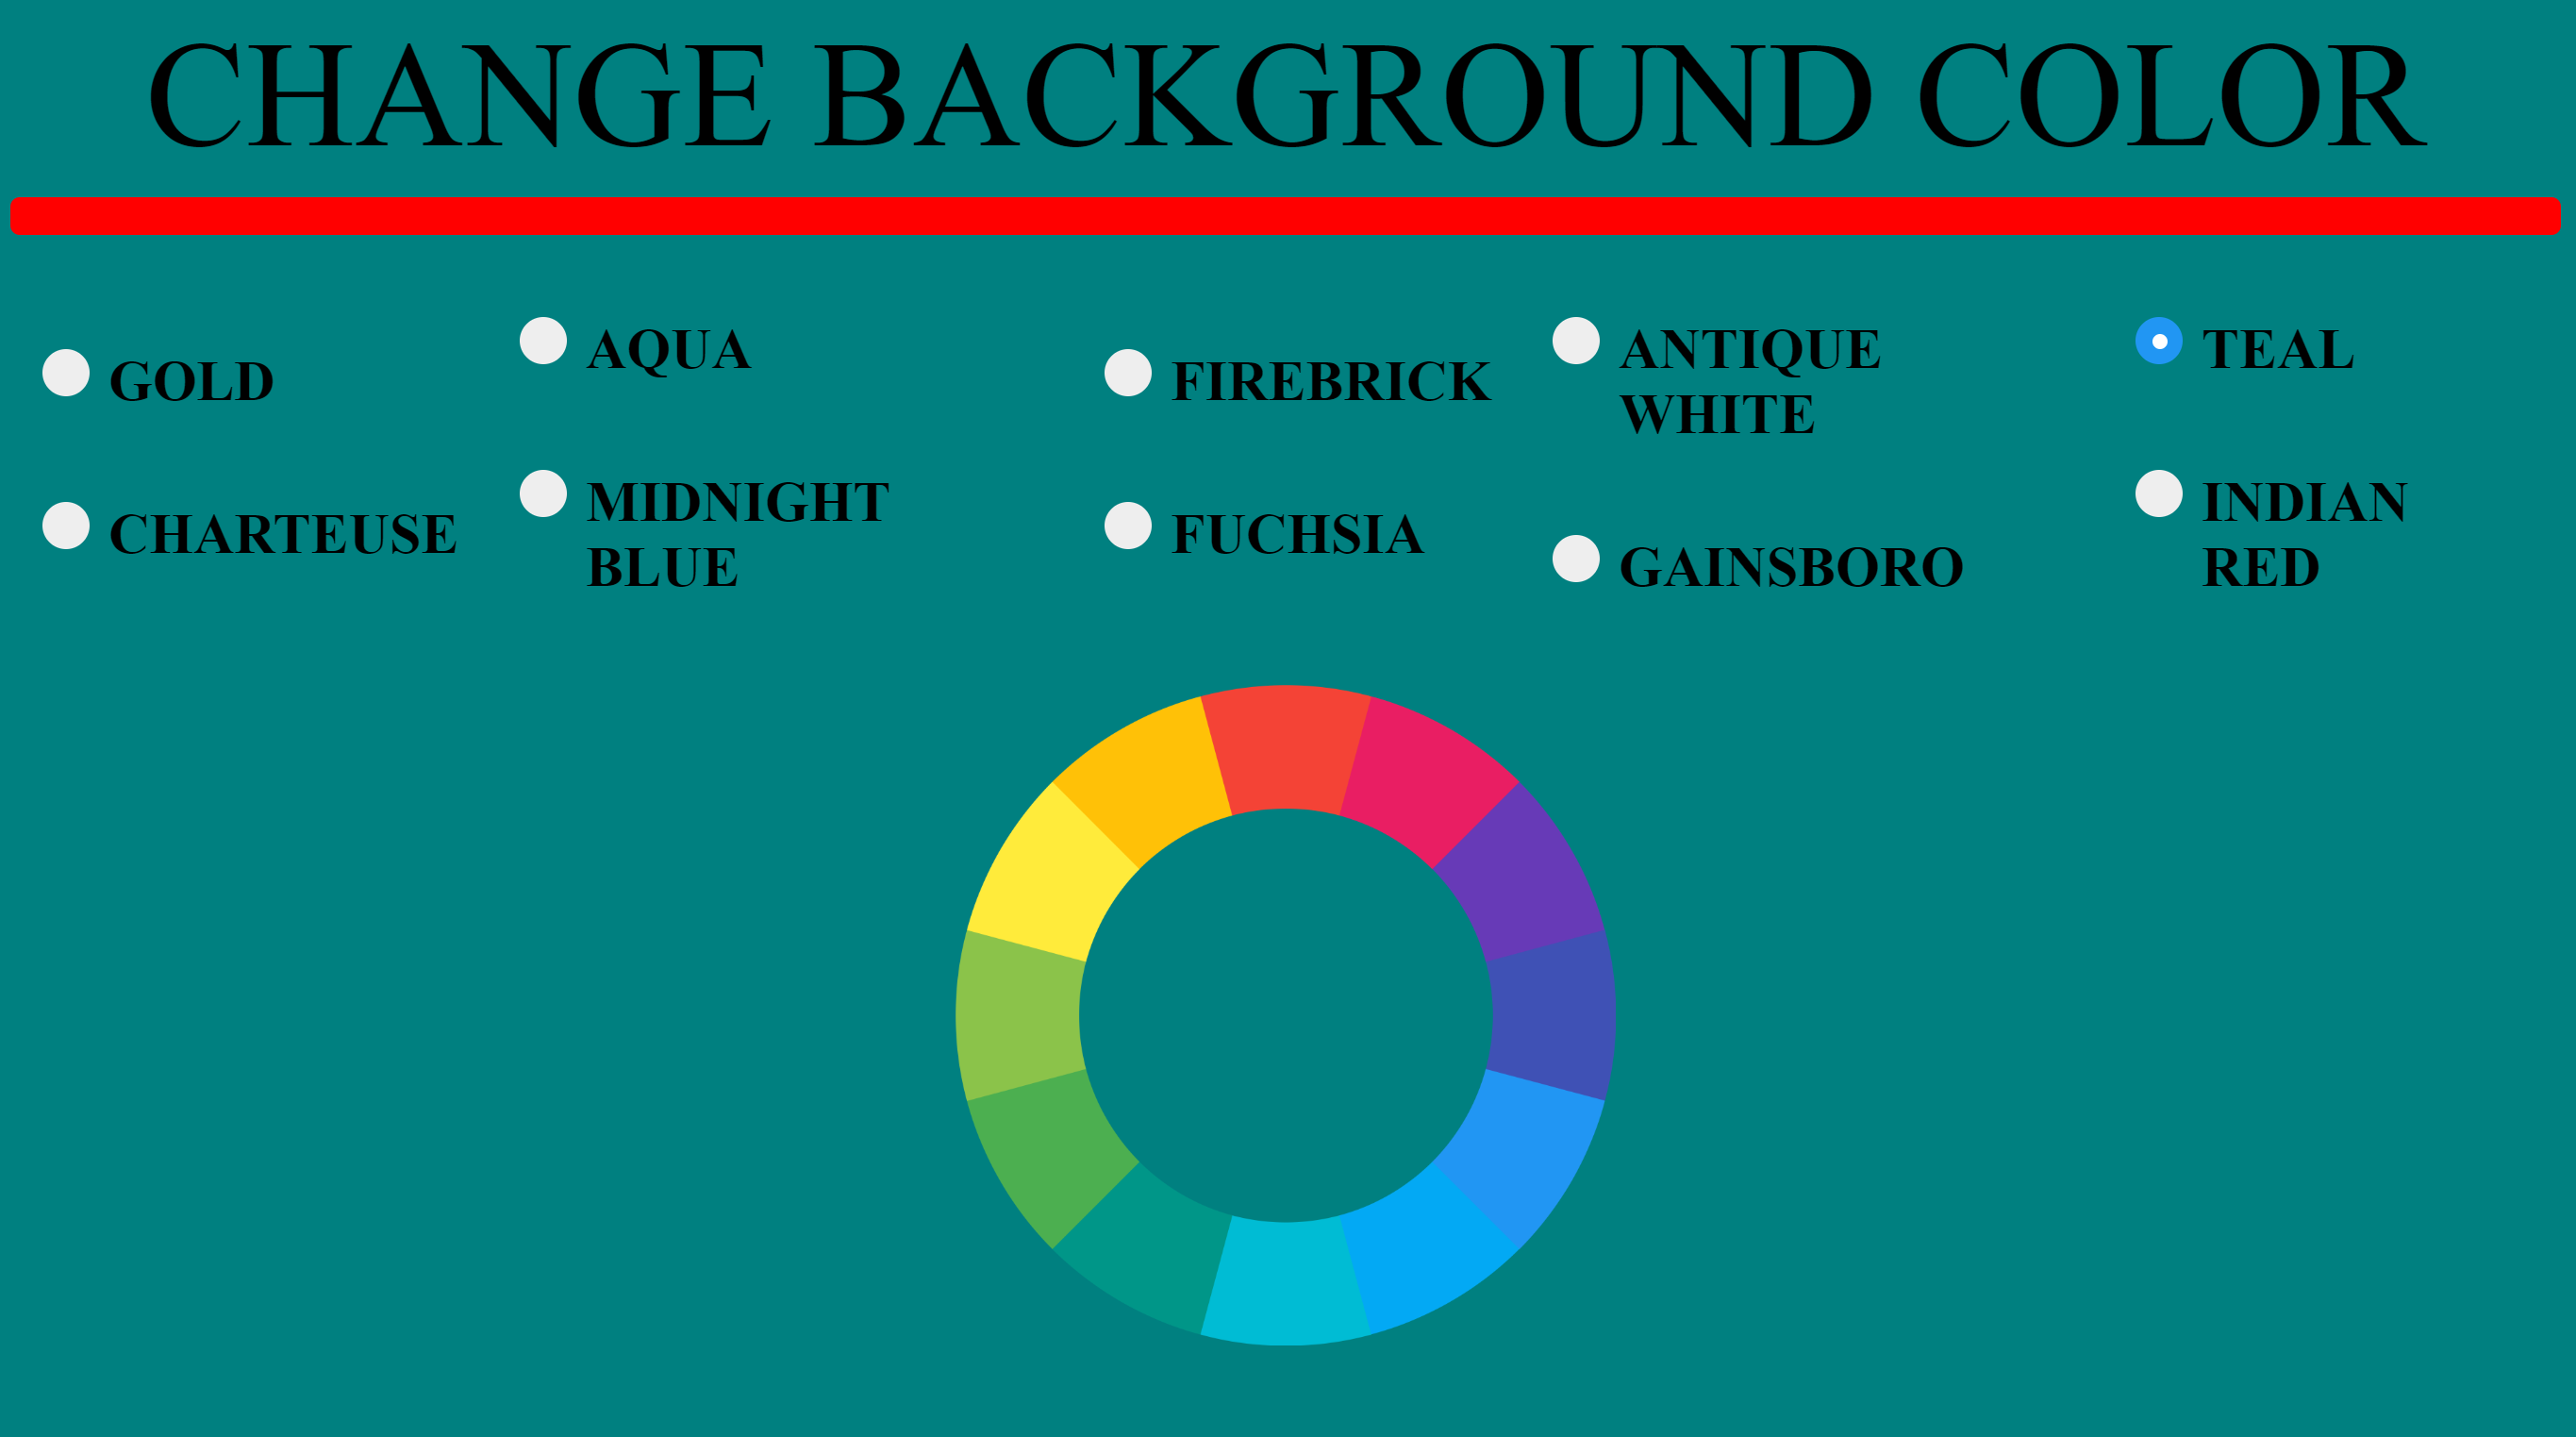 CHANGE BACKGROUND COLOR
GOLD
AQUA
FIREBRICK
ANTIQUE
WHITE
TEAL
CHARTEUSE
MIDNIGHT
BLUE
FUCHSIA
GAINSBORO
INDIAN
RED